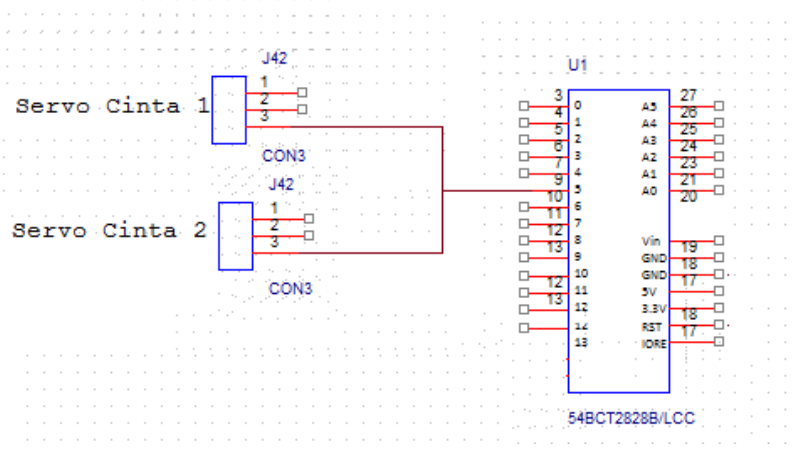 J42
1
2
3
Servo Cinta 1
CON3
J42
1
2
3
Servo Cinta 2
CON3
U1
3
4
5
6
7
9
10
11
12
13
12
13
0
1
2
3
4
5
6
7
8
9
10
11
12
12
13
A5
A4
A3
A2
A1
A0
Vin
GND
GND
5V
3.3V
RST
IORE
27
26
25
24
23
21
20
19
18
17
18
17
54BCT2828B/LCC